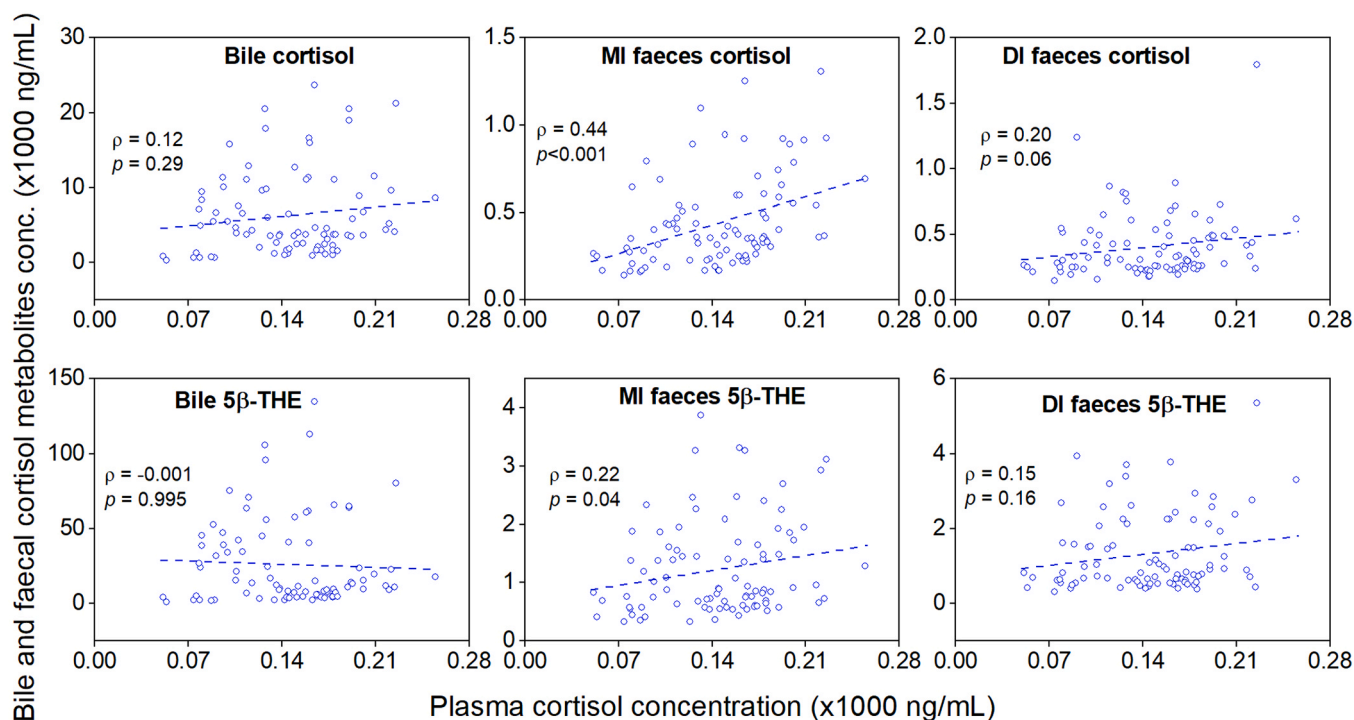 Bile and faecal cortisol metabolites conc. (x1000 ng/mL)
Bile cortisol
ρ = 0.12
p = 0.29
30
20
10
0
0.00 0.07 0.14 0.21 0.28
MI faeces cortisol
ρ = 0.44
p<0.001
1.5
1.0
0.5
0.0
0.00 0.07 0.14 0.21 0.28
DI faeces cortisol
ρ = 0.20
p = 0.06
2.0
1.5
1.0
0.5
0.0
0.00 0.07 0.14 0.21 0.28
Bile 5β-THE
ρ = -0.001
p = 0.995
150
100
50
0
0.00 0.07 0.14 0.21 0.28
MI faeces 5β-THE
ρ = 0.22
p = 0.04
4
3
2
1
0
0.00 0.07 0.14 0.21 0.28
DI faeces 5β-THE
ρ = 0.15
p = 0.16
6
4
2
0
0.00 0.07 0.14 0.21 0.28
Plasma cortisol concentration (x1000 ng/mL)